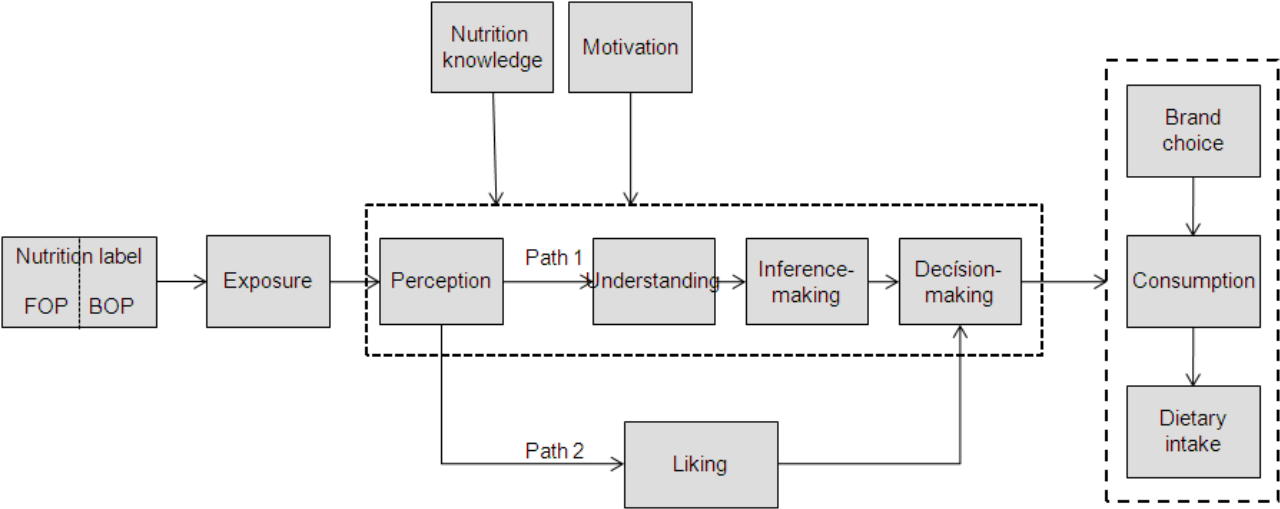 Nutrition
knowledge
Motivation
Brand
choice
Nutrition label
FOP BOP
Exposure
Perception
Path 1
Understanding
Inference-
making
Decísion-
making
Consumption
Path 2
Liking
Dietary
intake